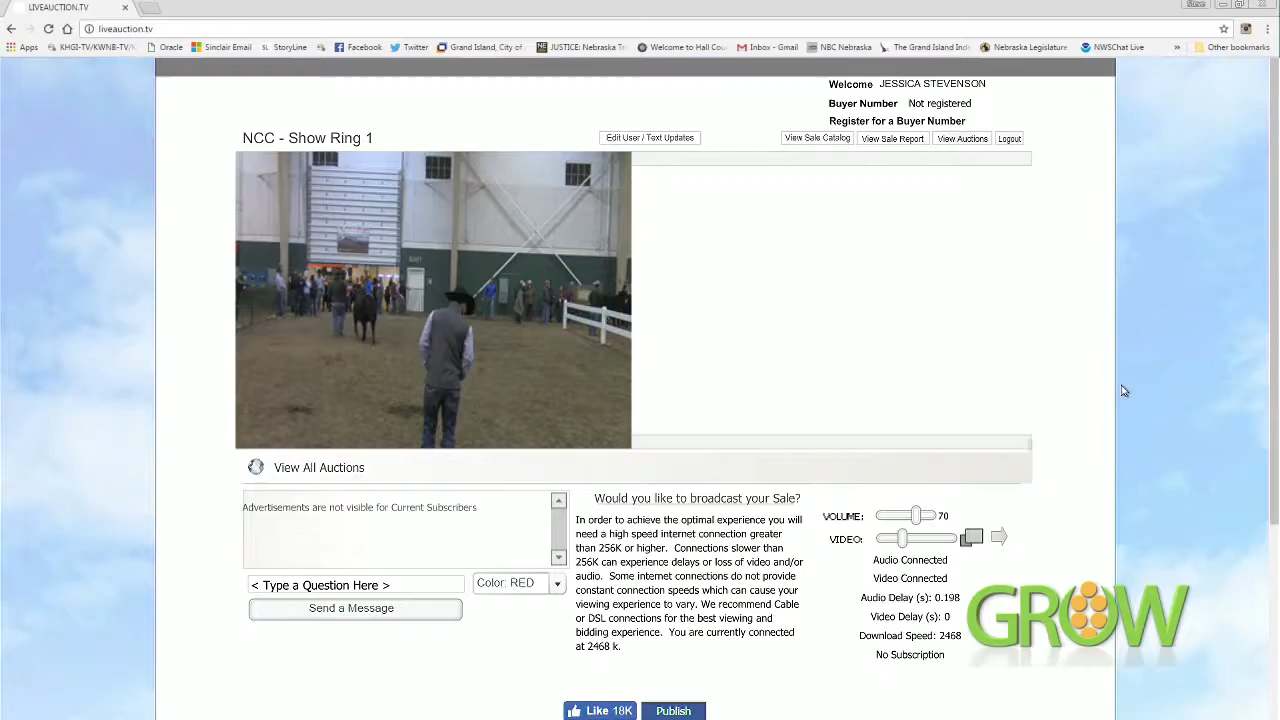 LIVEAUCTION.TV
Steve
liveauction.tv
Apps KHGI-TV/KWNB-TV/ Oracle Sinclair Email StoryLine Facebook Twitter Grand Island, City of JUSTICE: Nebraska Tr Welcome to Hall Cou Inbox - Gmail NBC Nebraska The Grand Island Ind Nebraska Legislature NWSChat Live » Other bookmarks
Welcome JESSICA STEVENSON
Buyer Number Not registered
Register for a Buyer Number
NCC - Show Ring 1
Edit User / Text Updates
View Sale Catalog View Sale Report View Auctions Logout
View All Auctions
Advertisements are not visible for Current Subscribers
< Type a Question Here >
Color: RED
Send a Message
Would you like to broadcast your Sale?
In order to achieve the optimal experience you will
need a high speed internet connection greater
than 256K or higher. Connections slower than
256K can experience delays or loss of video and/or
audio. Some internet connections do not provide
constant connection speeds which can cause your
viewing experience to vary. We recommend Cable
or DSL connections for the best viewing and
bidding experience. You are currently connected
at 2468 k.
VOLUME: 70
VIDEO:
Audio Connected
Video Connected
Audio Delay (s): 0.198
Video Delay (s): 0
Download Speed: 2468
No Subscription
GROW
Like 18K
Publish